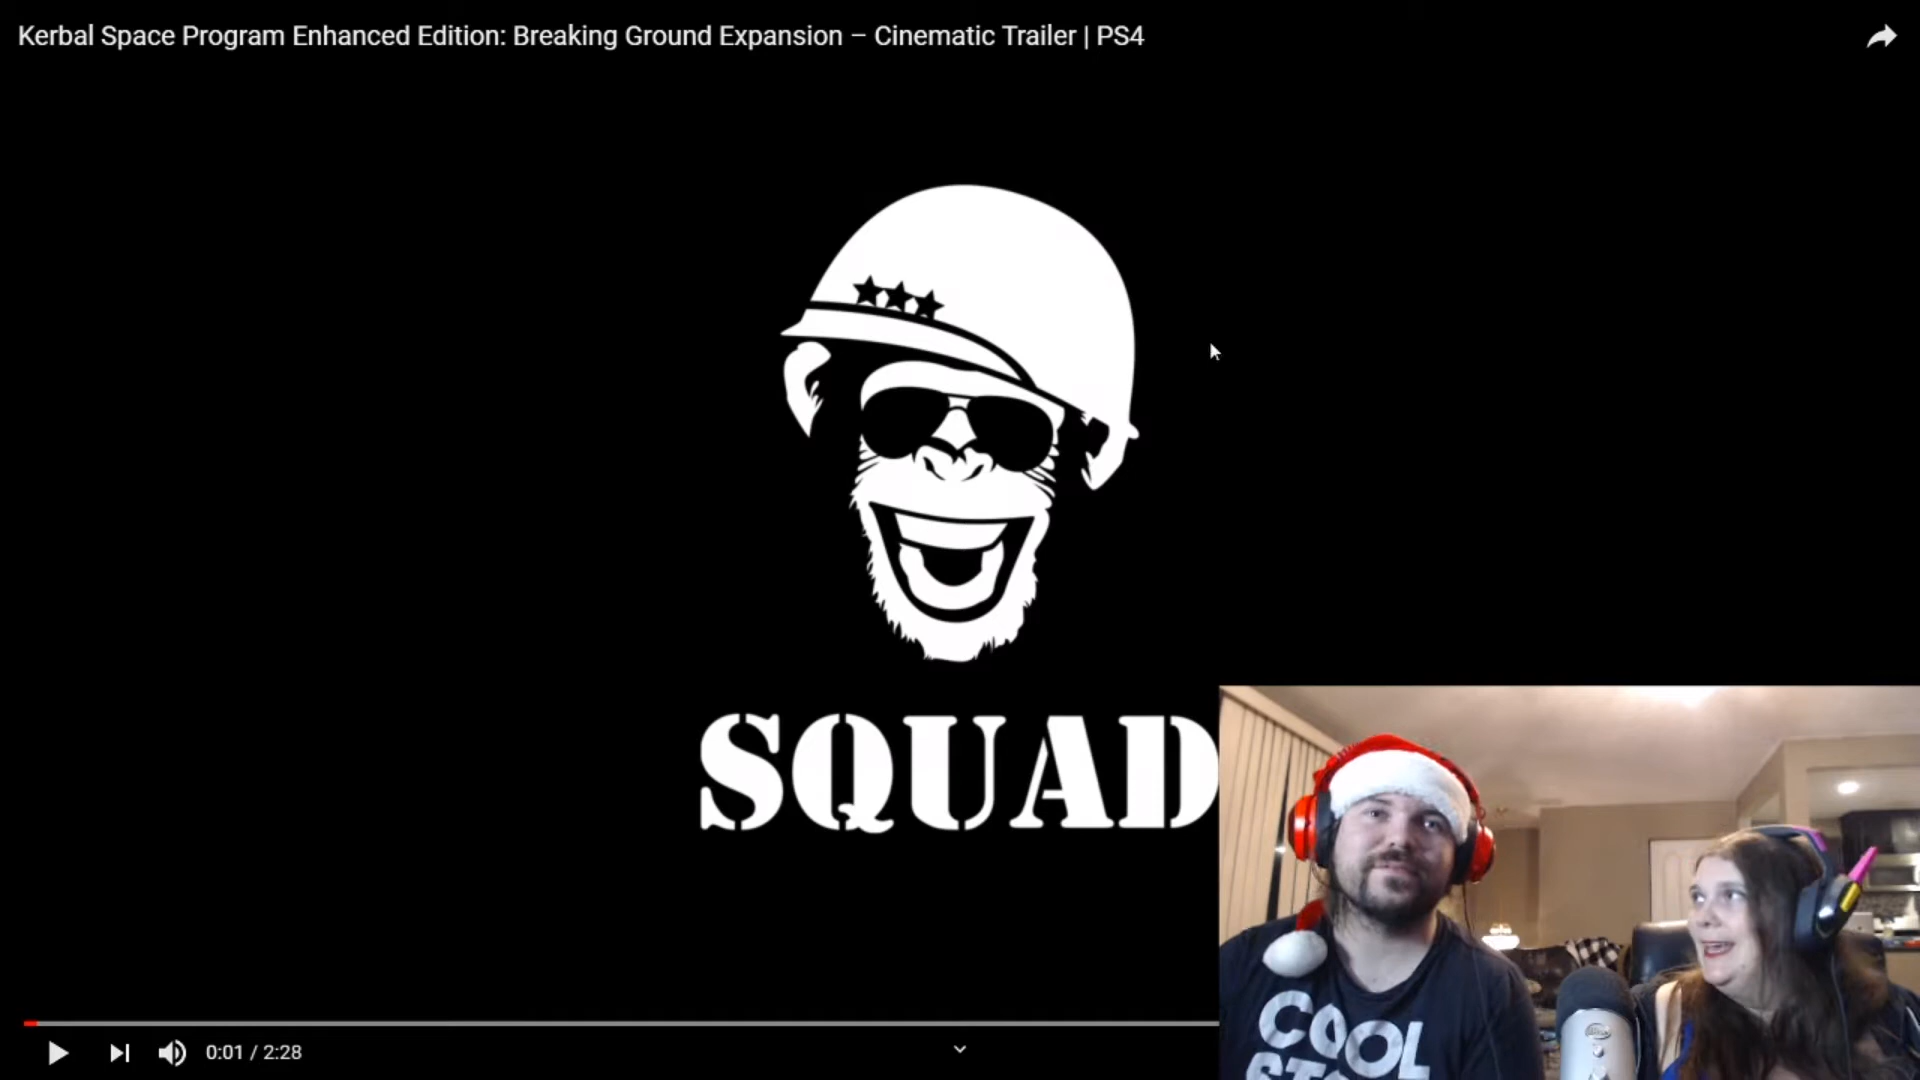 Kerbal Space Program Enhanced Edition: Breaking Ground Expansion – Cinematic Trailer | PS4
SQUAD
0:01 / 2:28
COOL